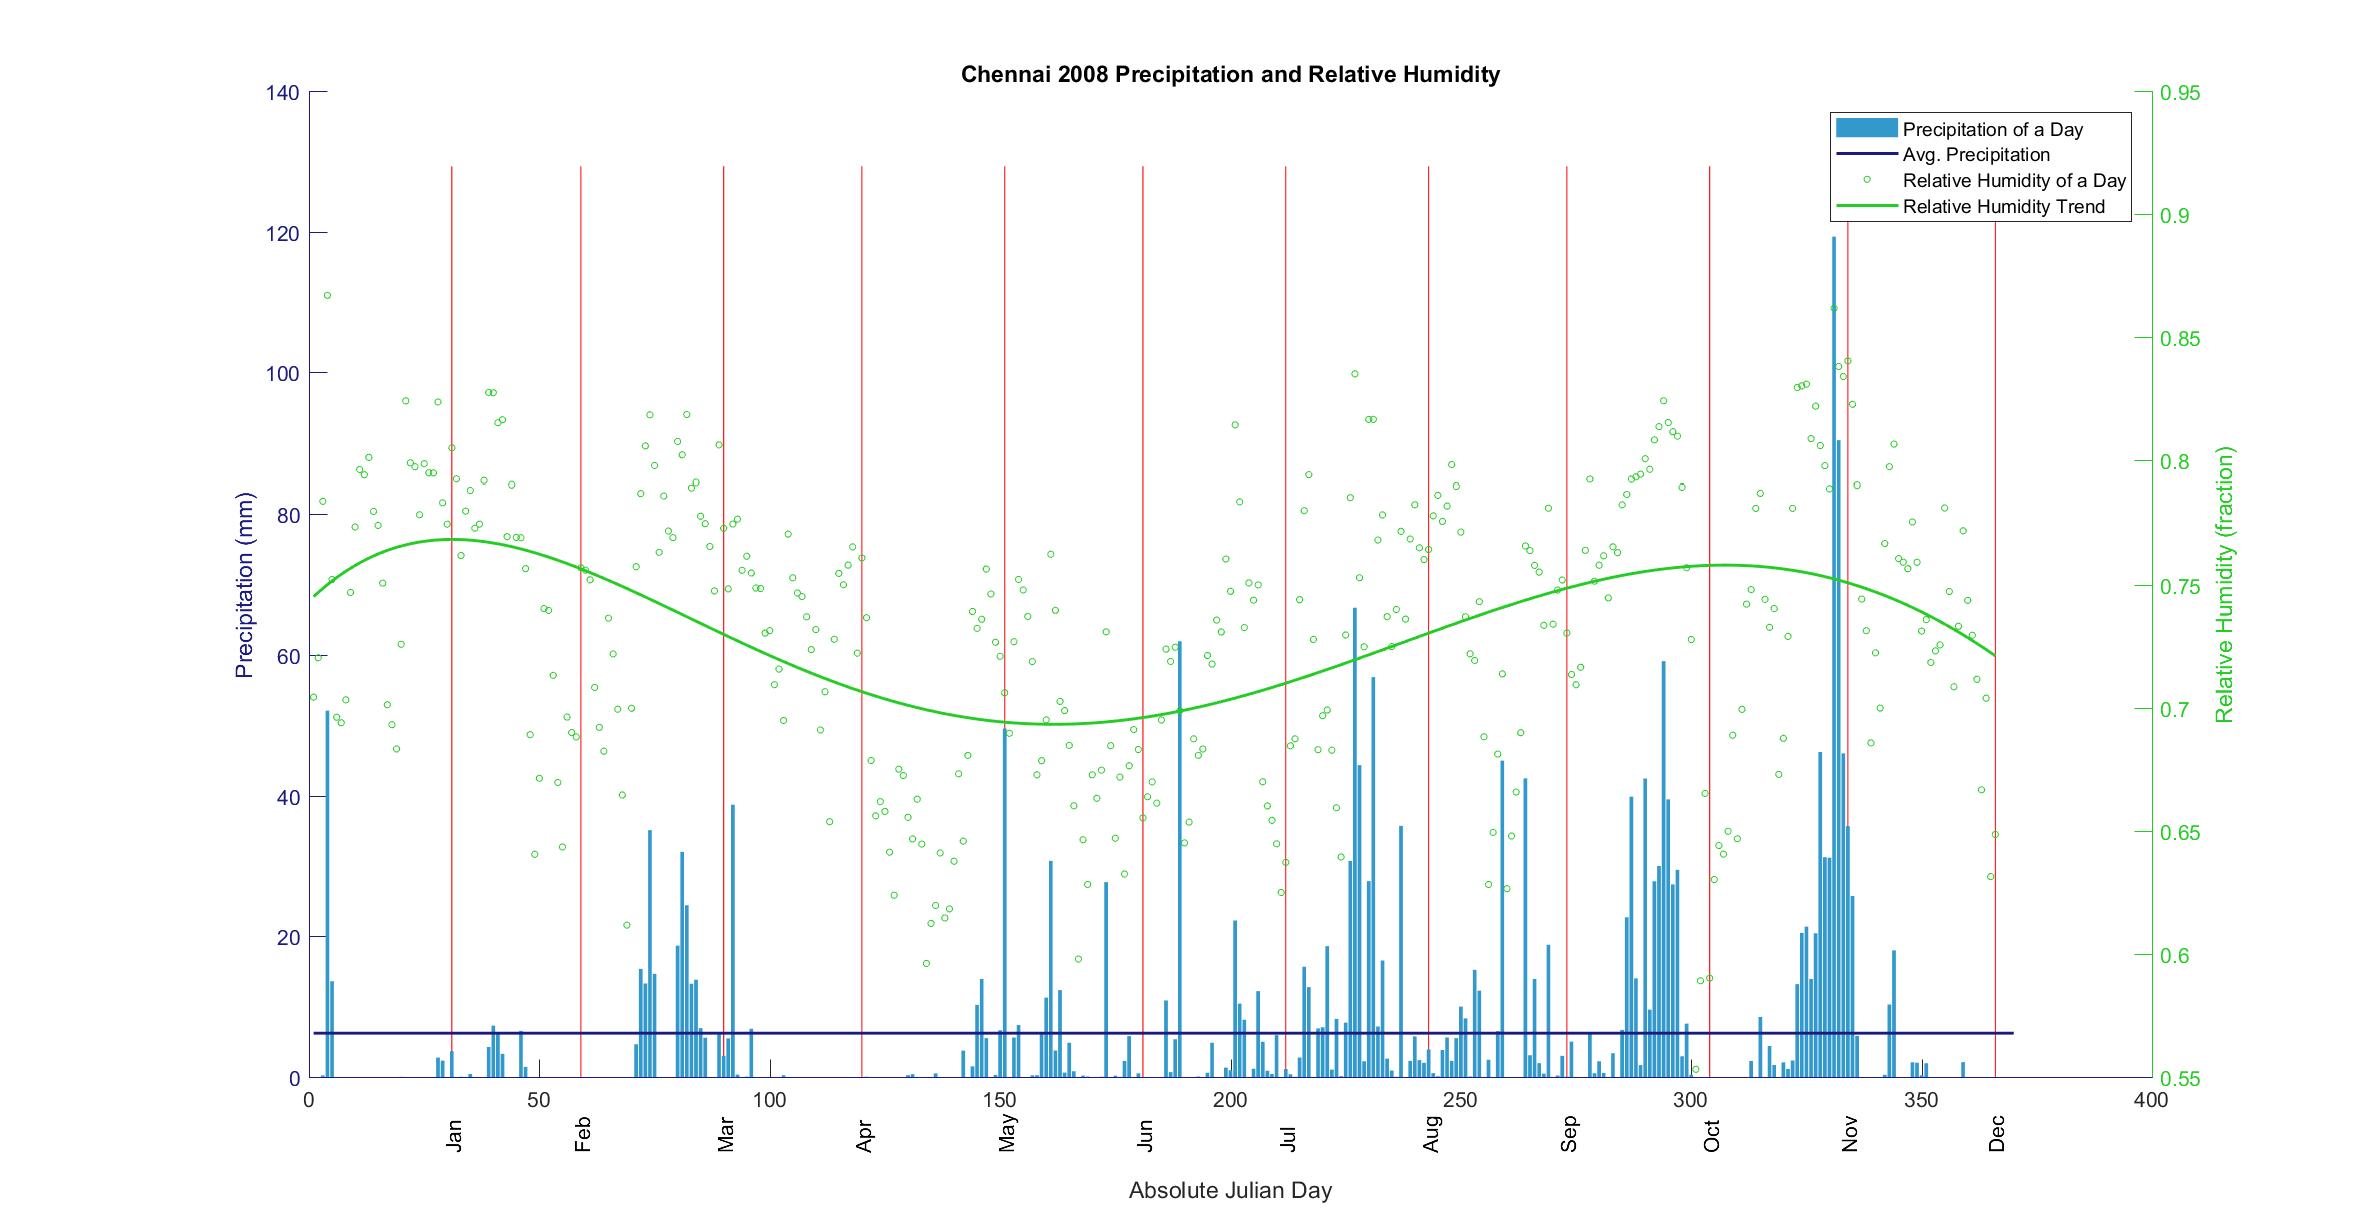 Chennai 2008 Precipitation and Relative Humidity
Precipitation of a Day
Avg. Precipitation
Relative Humidity of a Day
Relative Humidity Trend
Precipitation (mm)
140
120
100
80
60
40
20
0
Relative Humidity (fraction)
0.95
0.9
0.85
0.8
0.75
0.7
0.65
0.6
0.55
0 50 100 150 200 250 300 350 400
Jan Feb Mar Apr May Jun Jul Aug Sep Oct Nov Dec
Absolute Julian Day